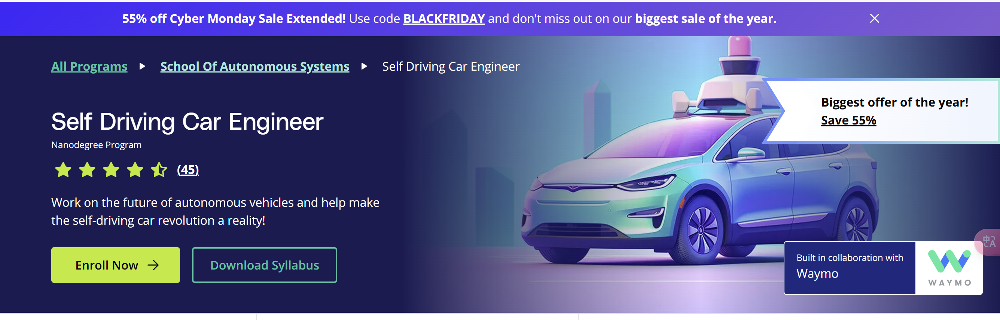 55% off Cyber Monday Sale Extended! Use code BLACKFRIDAY and don't miss out on our biggest sale of the year.
All Programs ▶ School Of Autonomous Systems ▶ Self Driving Car Engineer
Biggest offer of the year!
Save 55%
Self Driving Car Engineer
Nanodegree Program
(45)
Work on the future of autonomous vehicles and help make
the self-driving car revolution a reality!
Enroll Now →
Download Syllabus
Built in collaboration with
Waymo
WAYMO
中A